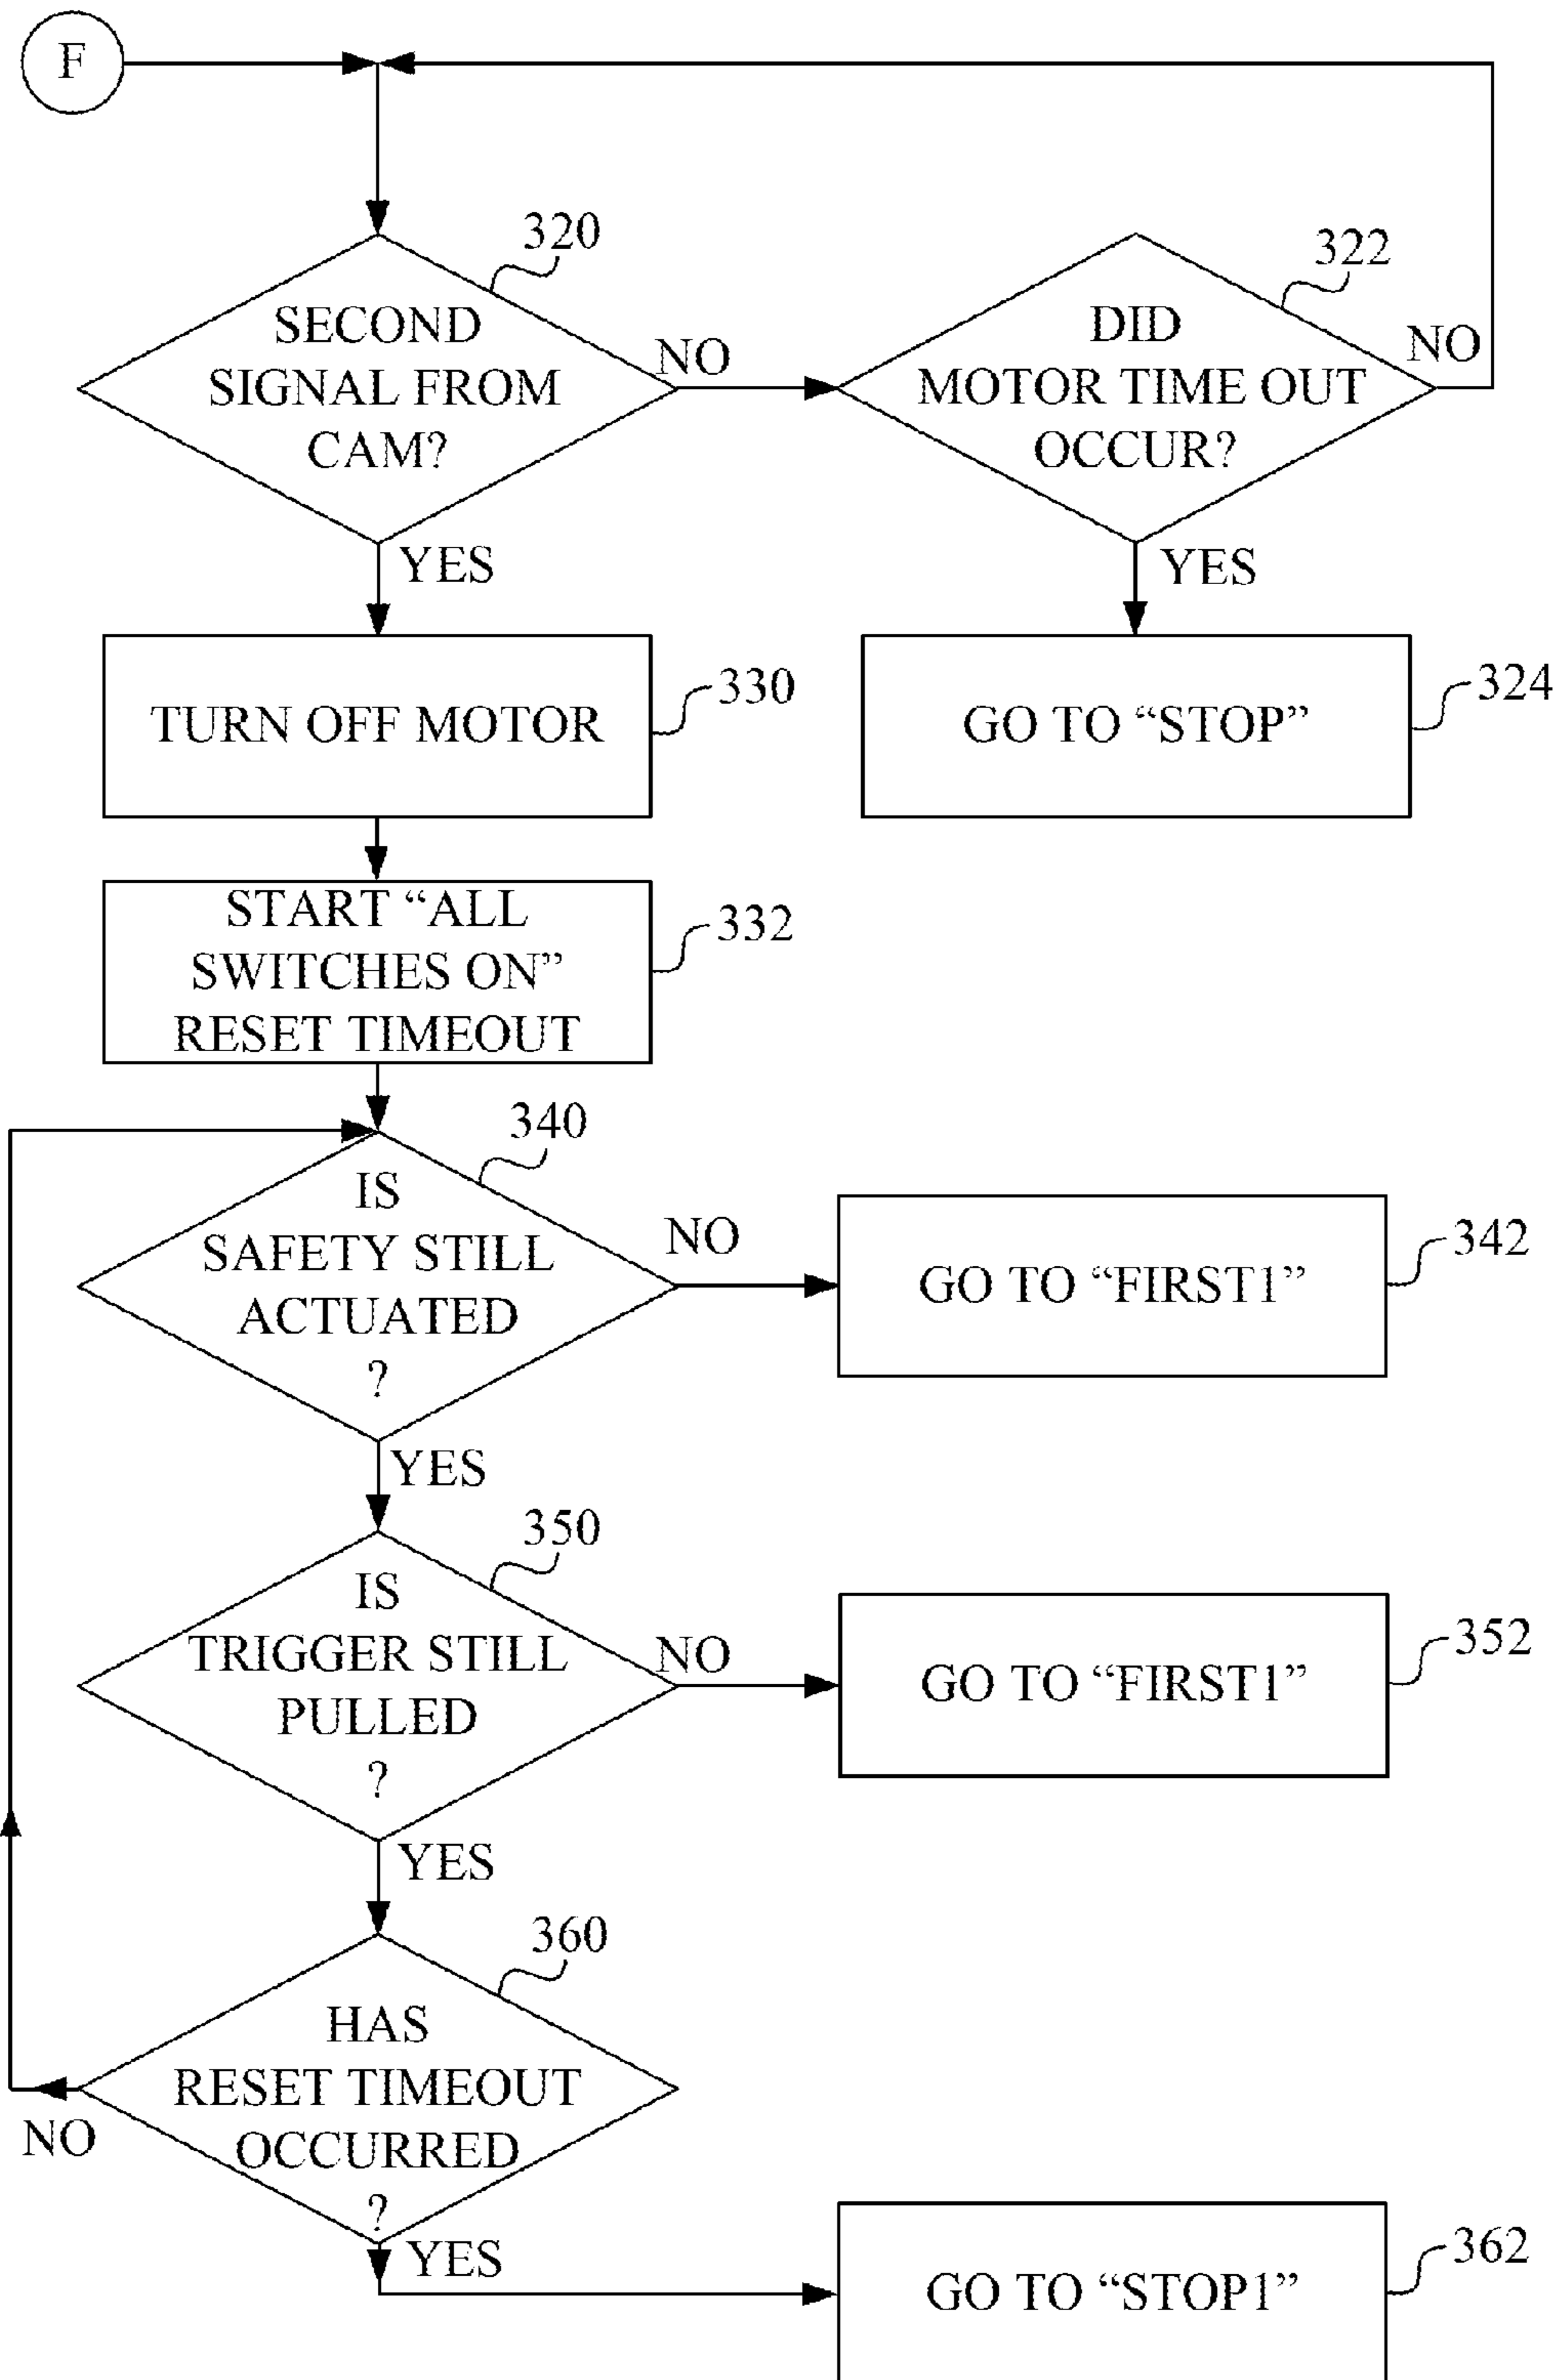 F
320
SECOND
SIGNAL FROM
CAM?
NO
YES
322
DID
MOTOR TIME OUT
OCCUR?
NO
YES
TURN OFF MOTOR
330
GO TO “STOP”
324
START “ALL
SWITCHES ON”
RESET TIMEOUT
332
340
IS
SAFETY STILL
ACTUATED
?
NO
YES
GO TO “FIRST1”
342
350
IS
TRIGGER STILL
PULLED
?
NO
YES
GO TO “FIRST1”
352
360
HAS
RESET TIMEOUT
OCCURRED
?
NO
YES
GO TO “STOP1”
362